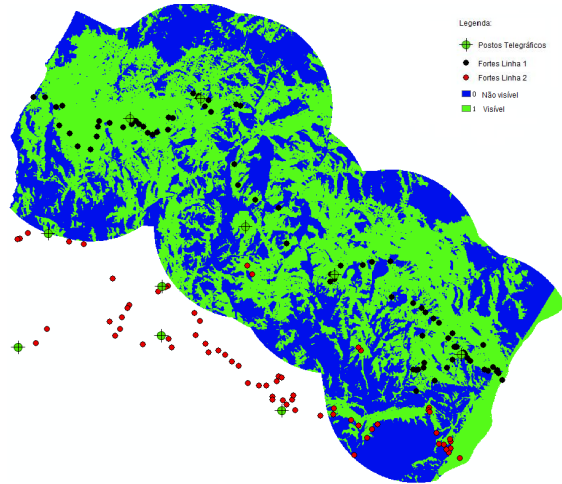 Legenda:
Postos Telegráficos
Fortes Linha 1
Fortes Linha 2
0 Não visível
1 Visível